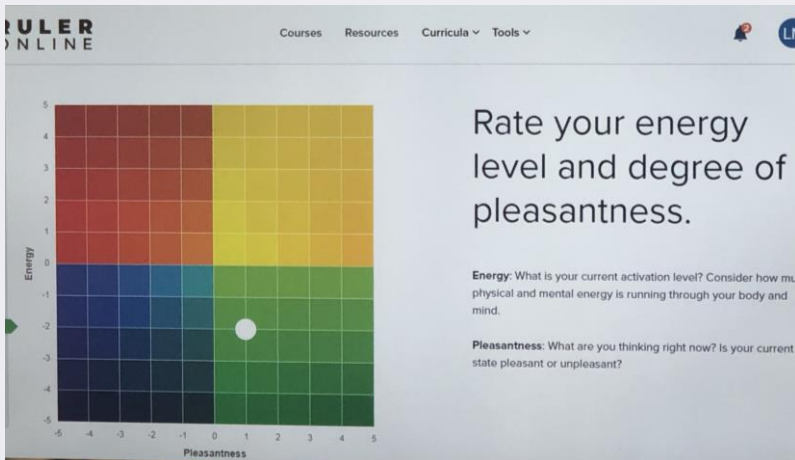 RULER
ONLINE
Courses Resources Curricula Tools
2
LM
Rate your energy
level and degree of
pleasantness.
Energy: What is your current activation level? Consider how mu
physical and mental energy is running through your body and
mind.
Pleasantness: What are you thinking right now? Is your current
state pleasant or unpleasant?
5
4
3
2
1
0
-1
-2
-3
-4
-5
Energy
-5 -4 -3 -2 -1 0 1 2 3 4 5
Pleasantness